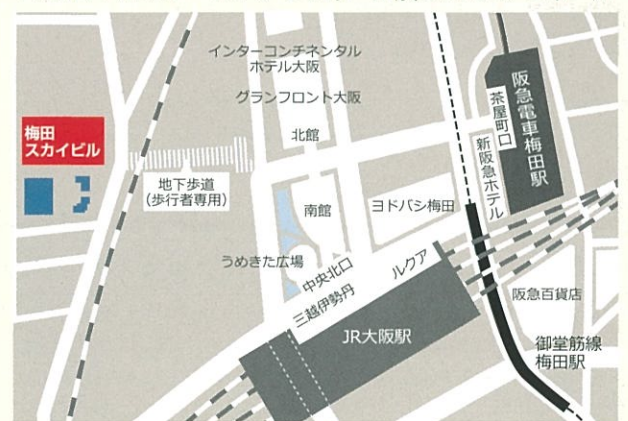 インターコンチネンタル
ホテル大阪
グランフロント大阪
北館
梅田
スカイビル
地下歩道
(歩行者専用)
南館
ヨドバシ梅田
茶屋町口
阪急電車梅田駅
新阪急ホテル
うめきた広場
中央北口
ルクア
三越伊勢丹
JR大阪駅
阪急百貨店
御堂筋線
梅田駅